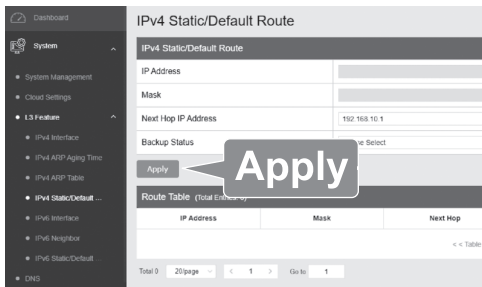 Dashboard
System
System Management
Cloud Settings
L3 Feature
IPv4 Interface
IPv4 ARP Aging Time
IPv4 ARP Table
IPv4 Static/Default ...
IPv6 Interface
IPv6 Neighbor
IPv6 Static/Default ...
DNS
IPv4 Static/Default Route
IPv4 Static/Default Route
IP Address
Mask
Next Hop IP Address
192.168.10.1
Backup Status
Select
Apply
Apply
Route Table (Total
IP Address
Mask
Next Hop
< < Table
Total 0
20/page
<
1
>
Go to
1